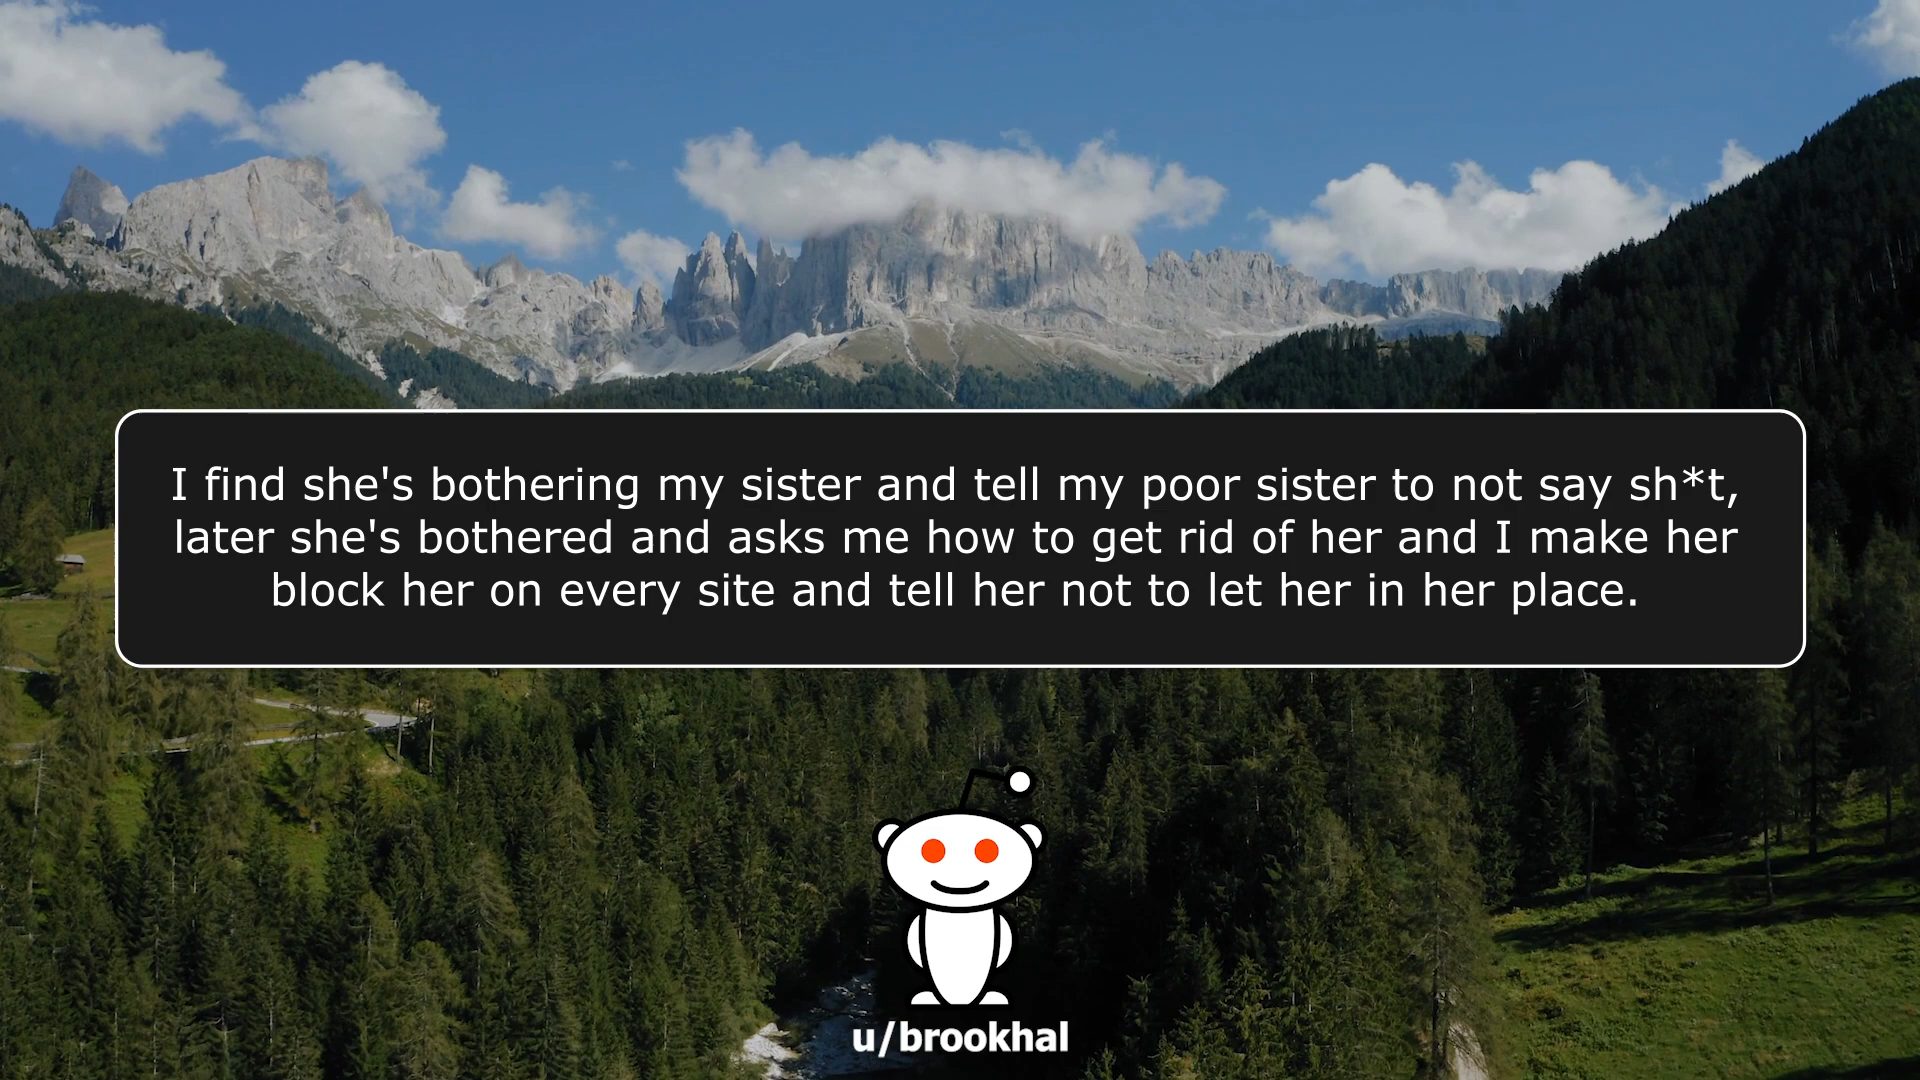 I find she's bothering my sister and tell my poor sister to not say sh*t,
later she's bothered and asks me how to get rid of her and I make her
block her on every site and tell her not to let her in her place.
u/brookhal